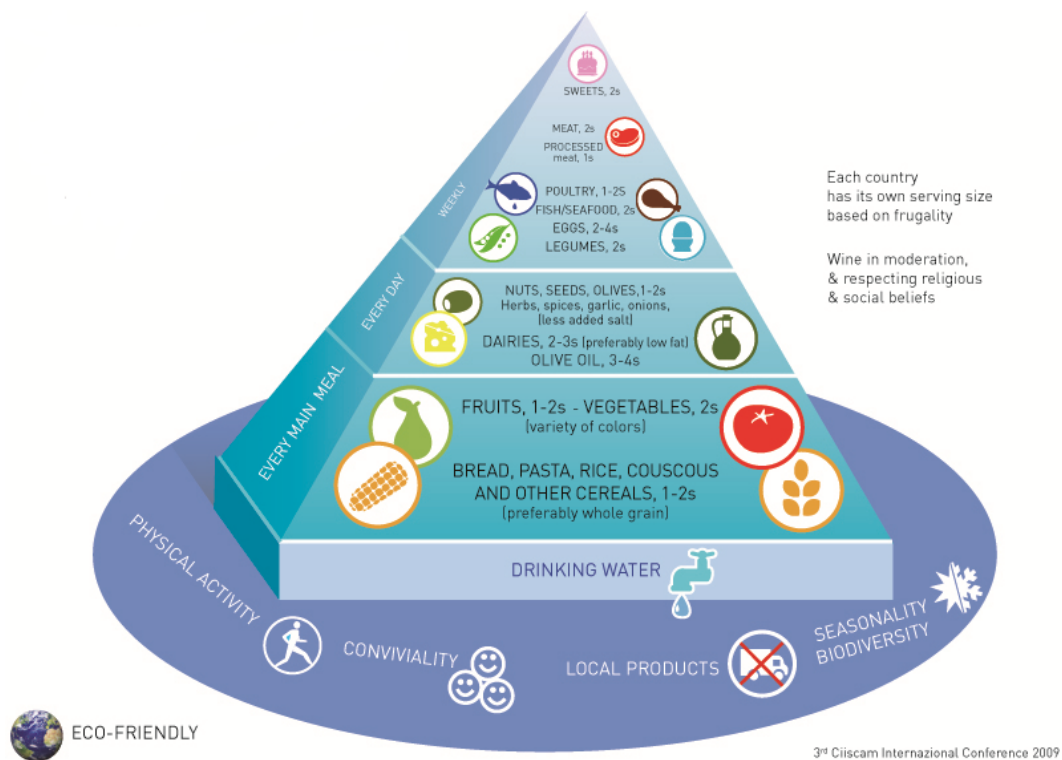 SWEETS, 2s
MEAT, 2s
PROCESSED
meat, 1s
WEEKLY
POULTRY, 1-2S
FISH/SEAFOOD, 2s
EGGS, 2-4s
LEGUMES, 2s
Each country
has its own serving size
based on frugality
Wine in moderation,
& respecting religious
& social beliefs
EVERY DAY
NUTS, SEEDS, OLIVES,1-2s
Herbs, spices, garlic, onions,
(less added salt)
DAIRIES, 2-3s (preferably low fat)
OLIVE OIL, 3-4s
EVERY MAIN MEAL
FRUITS, 1-2s - VEGETABLES, 2s
(variety of colors)
BREAD, PASTA, RICE, COUSCOUS
AND OTHER CEREALS, 1-2s
(preferably whole grain)
DRINKING WATER
PHYSICAL ACTIVITY
CONVIVIALITY
LOCAL PRODUCTS
SEASONALITY
BIODIVERSITY
ECO-FRIENDLY
3rd Ciiscam Internazional Conference 2009